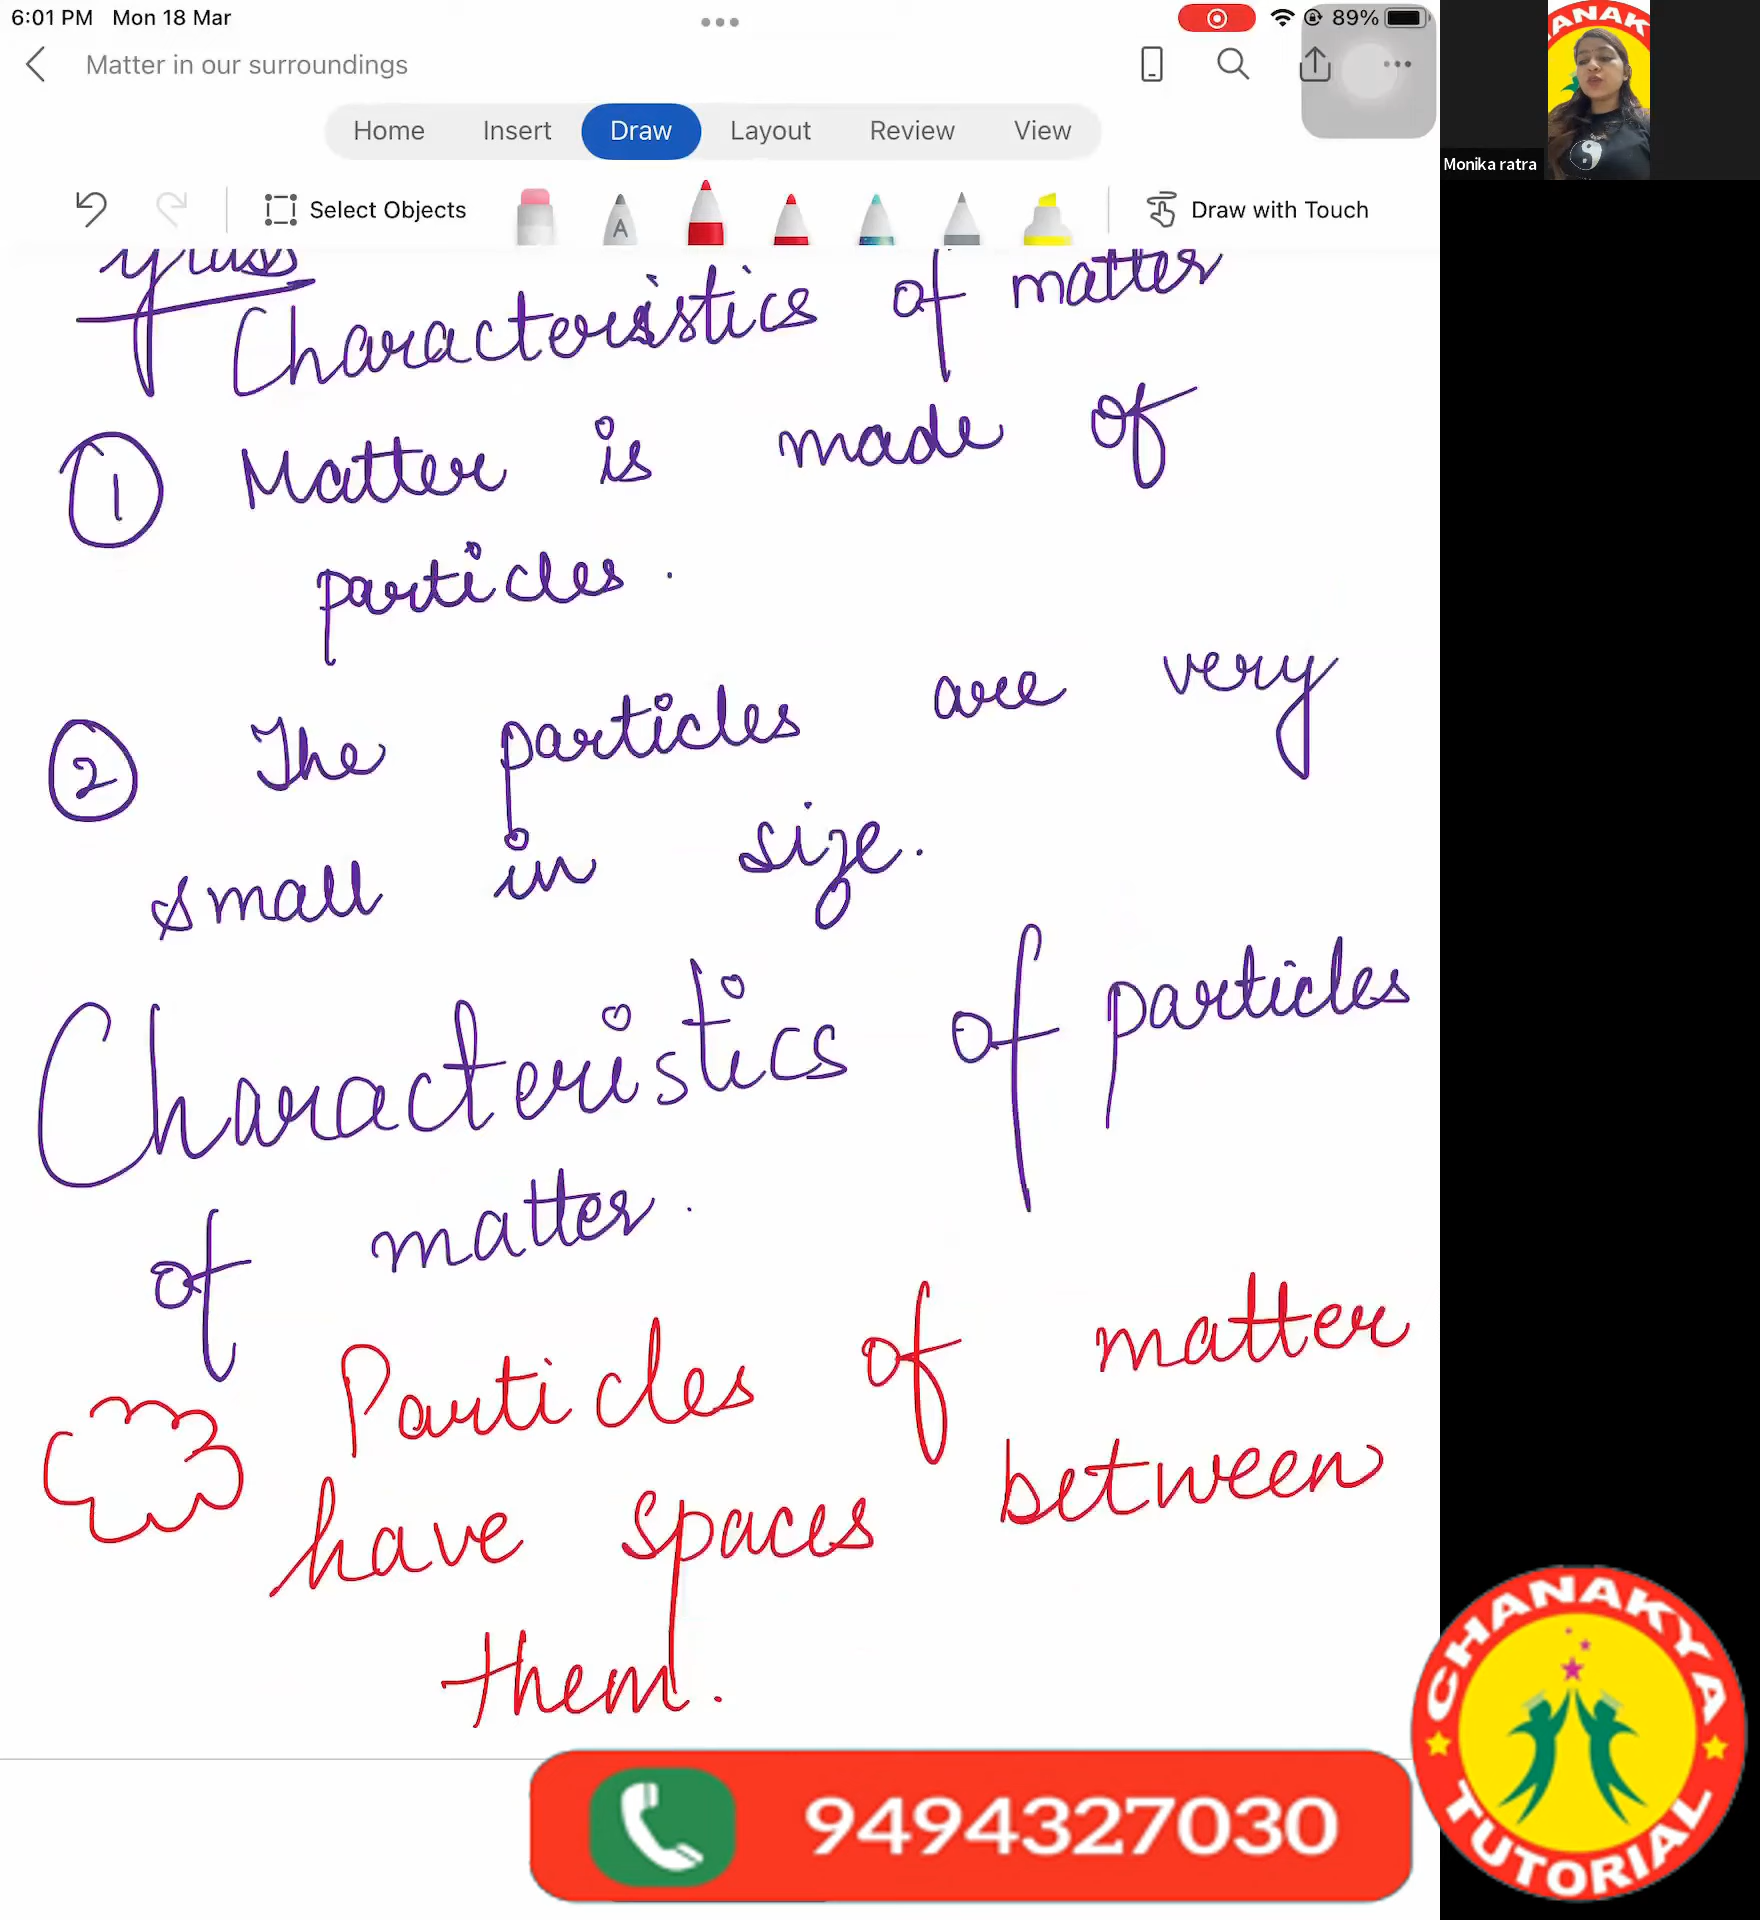 6:01 PM Mon 18 Mar
89%
Matter in our surroundings
Home Insert Draw Layout Review View
Select Objects
A
Draw with Touch
Characteristics of matter
1 Matter is made of
particles.
2 The particles are very
small in size.
Characteristics of particles
of matter.
Particles of matter
have spaces between
them.
9494327030
ANAK
Monika ratra
CHANAKYA
TUTORIAL